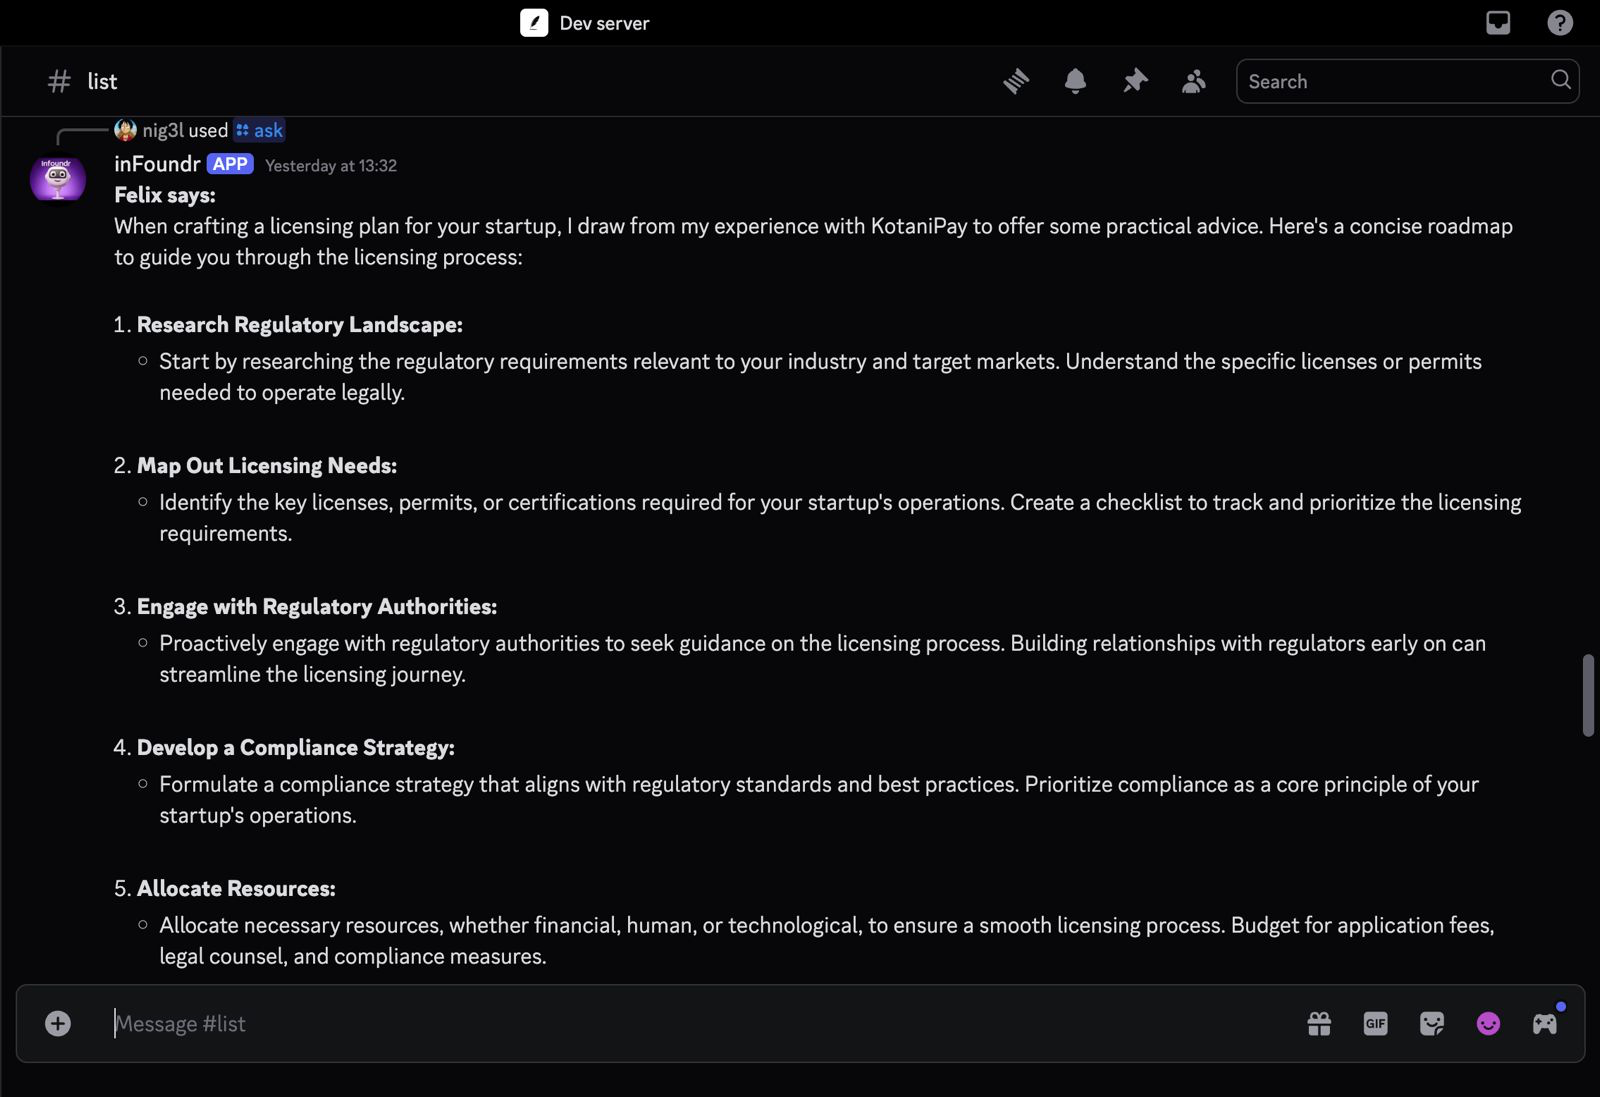 Dev server
# list
Search
nig3l used ask
inFoundr APP Yesterday at 13:32
Infoundr
Felix says:
When crafting a licensing plan for your startup, I draw from my experience with KotaniPay to offer some practical advice. Here's a concise roadmap
to guide you through the licensing process:
1. Research Regulatory Landscape:
Start by researching the regulatory requirements relevant to your industry and target markets. Understand the specific licenses or permits
needed to operate legally.
2. Map Out Licensing Needs:
Identify the key licenses, permits, or certifications required for your startup's operations. Create a checklist to track and prioritize the licensing
requirements.
3. Engage with Regulatory Authorities:
Proactively engage with regulatory authorities to seek guidance on the licensing process. Building relationships with regulators early on can
streamline the licensing journey.
4. Develop a Compliance Strategy:
Formulate a compliance strategy that aligns with regulatory standards and best practices. Prioritize compliance as a core principle of your
startup's operations.
5. Allocate Resources:
Allocate necessary resources, whether financial, human, or technological, to ensure a smooth licensing process. Budget for application fees,
legal counsel, and compliance measures.
Message #list
GIF